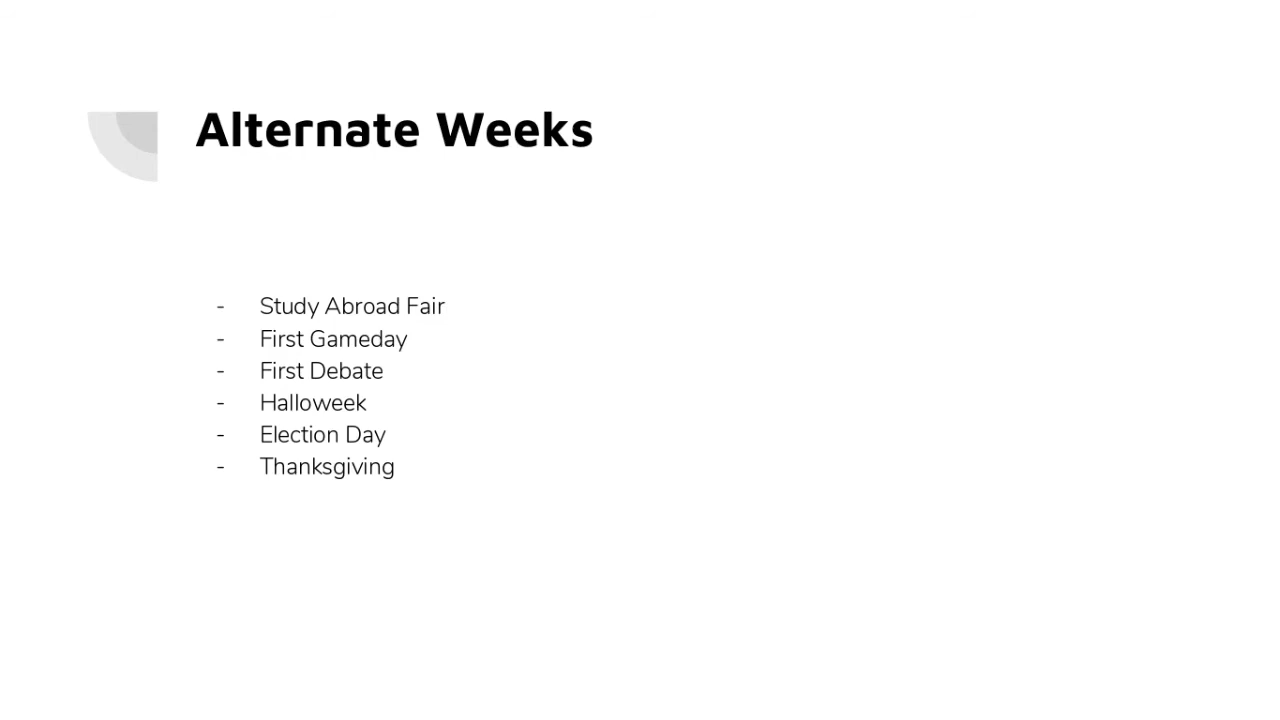 Alternate Weeks
- Study Abroad Fair
- First Gameday
- First Debate
- Halloweek
- Election Day
- Thanksgiving